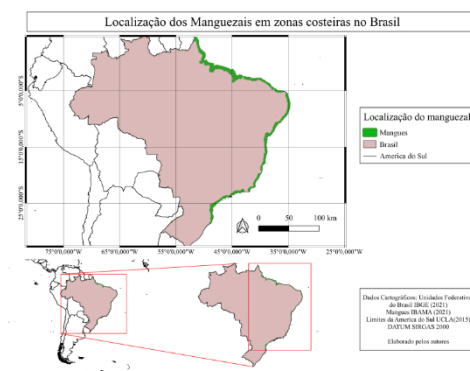 Localização dos Manguezais em zonas costeiras no Brasil
5°0'0,000"S
15°0'0,000"S
25°0'0,000"S
Localização do manguezal
Mangues
Brasil
America do Sul
0 50 100 km
75°0'0,000"W 65°0'0,000"W 55°0'0,000"W 45°0'0,000"W 35°0'0,000"W 25°0'0,000"W
Dados Cartográficos: Unidades Federativas
do Brasil IBGE (2021)
Mangues IBAMA (2021)
Limites da America do Sul UCLA(2015)
DATUM SIRGAS 2000
Elaborado pelos autores